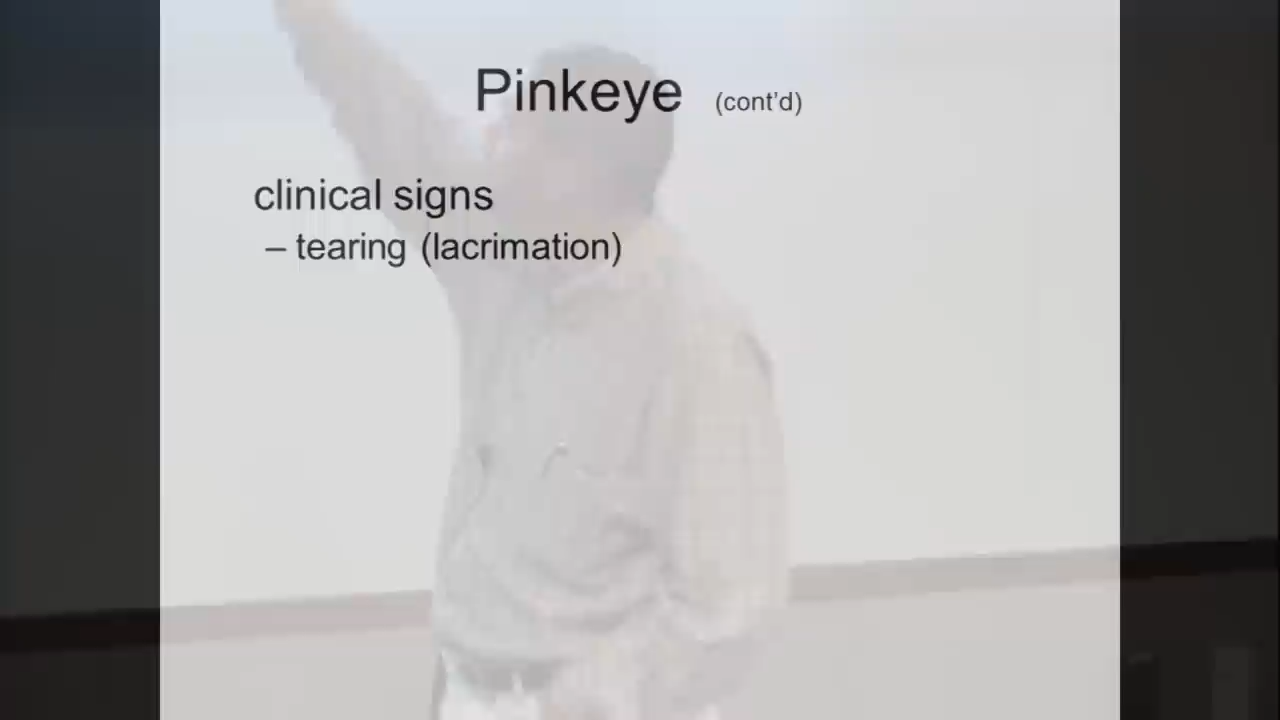 Pinkeye (cont’d)
clinical signs
– tearing (lacrimation)